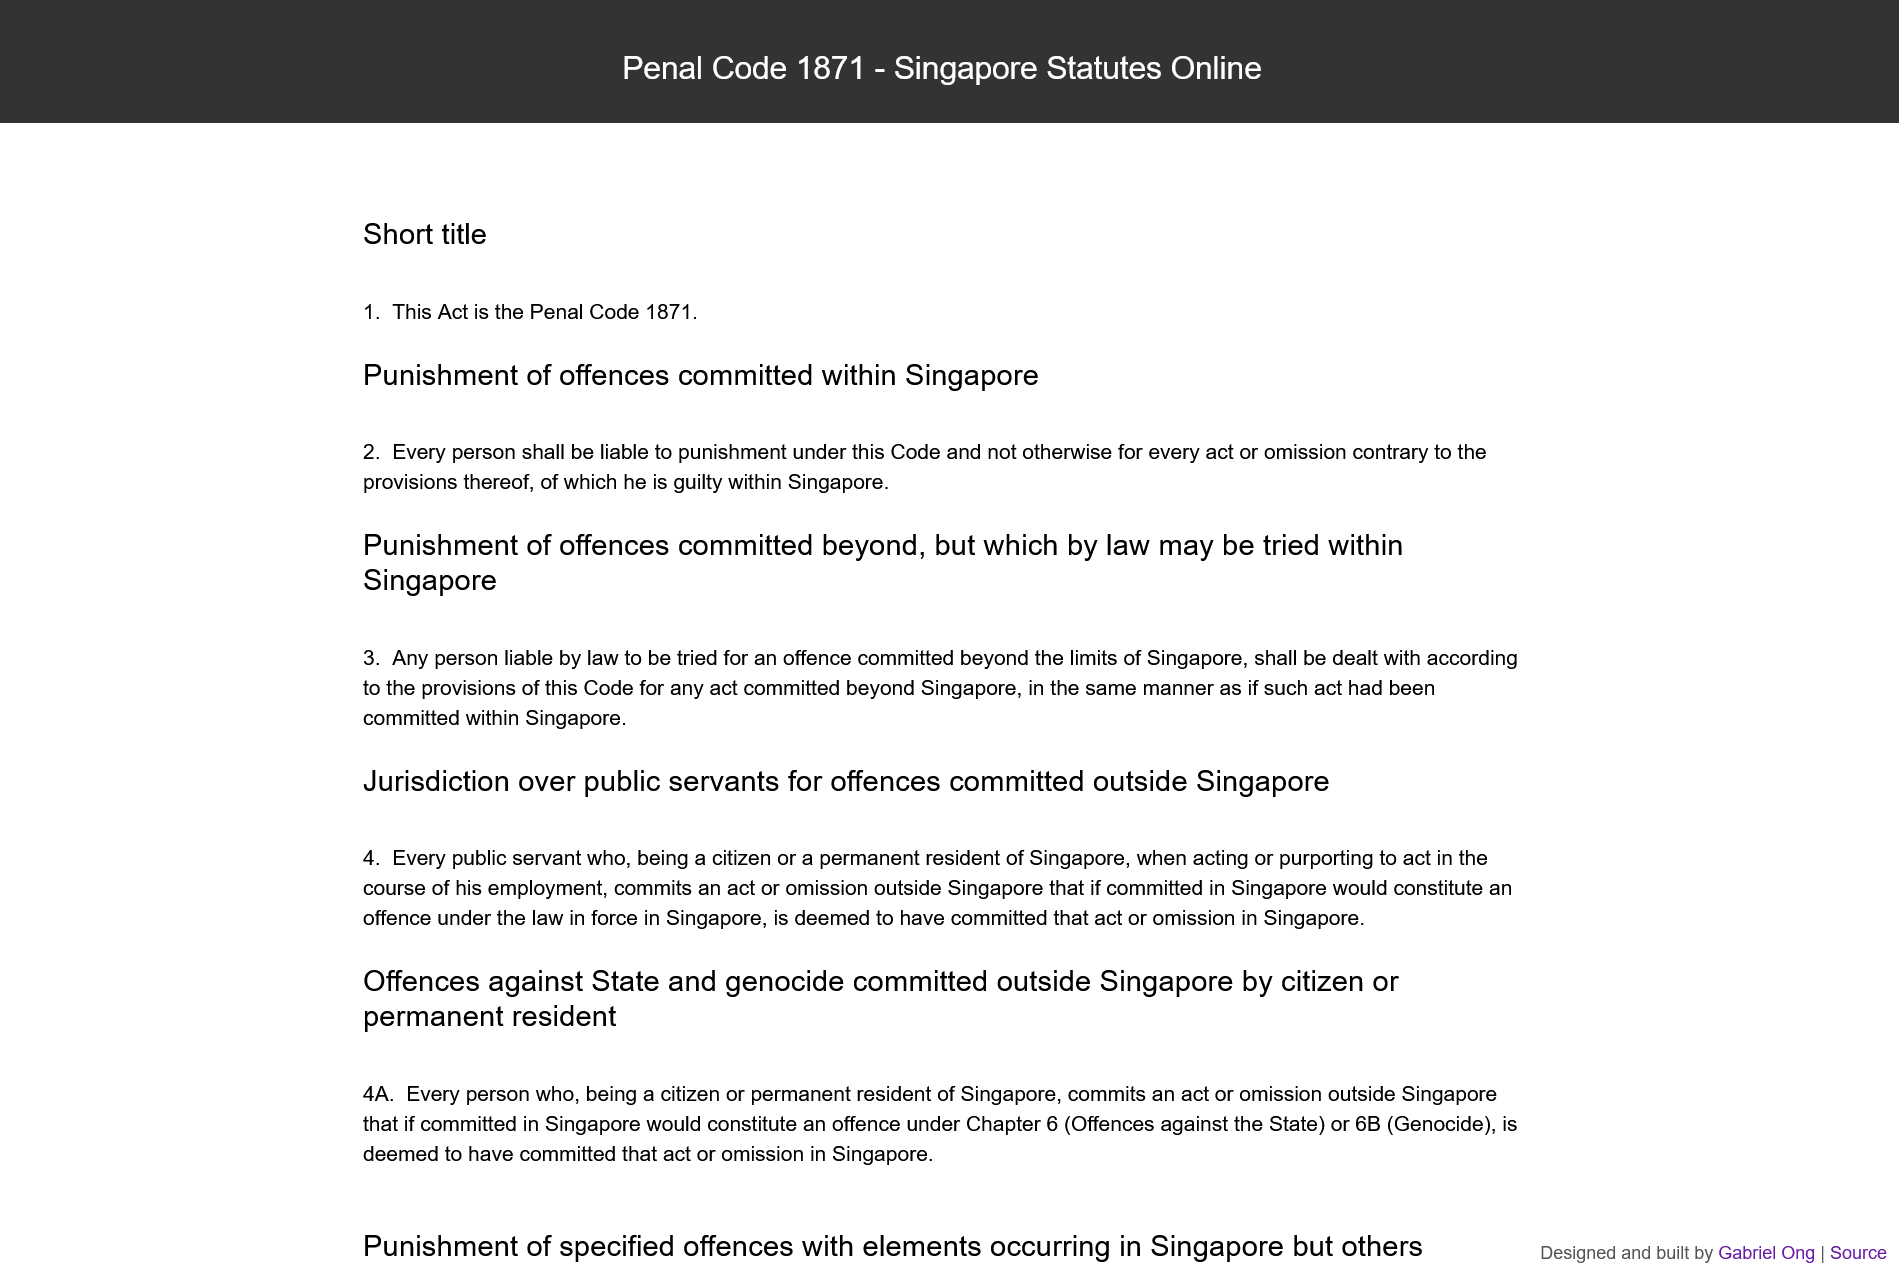 Penal Code 1871 - Singapore Statutes Online
Short title
1.  This Act is the Penal Code 1871.
Punishment of offences committed within Singapore
2.  Every person shall be liable to punishment under this Code and not otherwise for every act or omission contrary to the
provisions thereof, of which he is guilty within Singapore.
Punishment of offences committed beyond, but which by law may be tried within
Singapore
3.  Any person liable by law to be tried for an offence committed beyond the limits of Singapore, shall be dealt with according
to the provisions of this Code for any act committed beyond Singapore, in the same manner as if such act had been
committed within Singapore.
Jurisdiction over public servants for offences committed outside Singapore
4.  Every public servant who, being a citizen or a permanent resident of Singapore, when acting or purporting to act in the
course of his employment, commits an act or omission outside Singapore that if committed in Singapore would constitute an
offence under the law in force in Singapore, is deemed to have committed that act or omission in Singapore.
Offences against State and genocide committed outside Singapore by citizen or
permanent resident
4A.  Every person who, being a citizen or permanent resident of Singapore, commits an act or omission outside Singapore
that if committed in Singapore would constitute an offence under Chapter 6 (Offences against the State) or 6B (Genocide), is
deemed to have committed that act or omission in Singapore.
Punishment of specified offences with elements occurring in Singapore but others
Designed and built by Gabriel Ong | Source